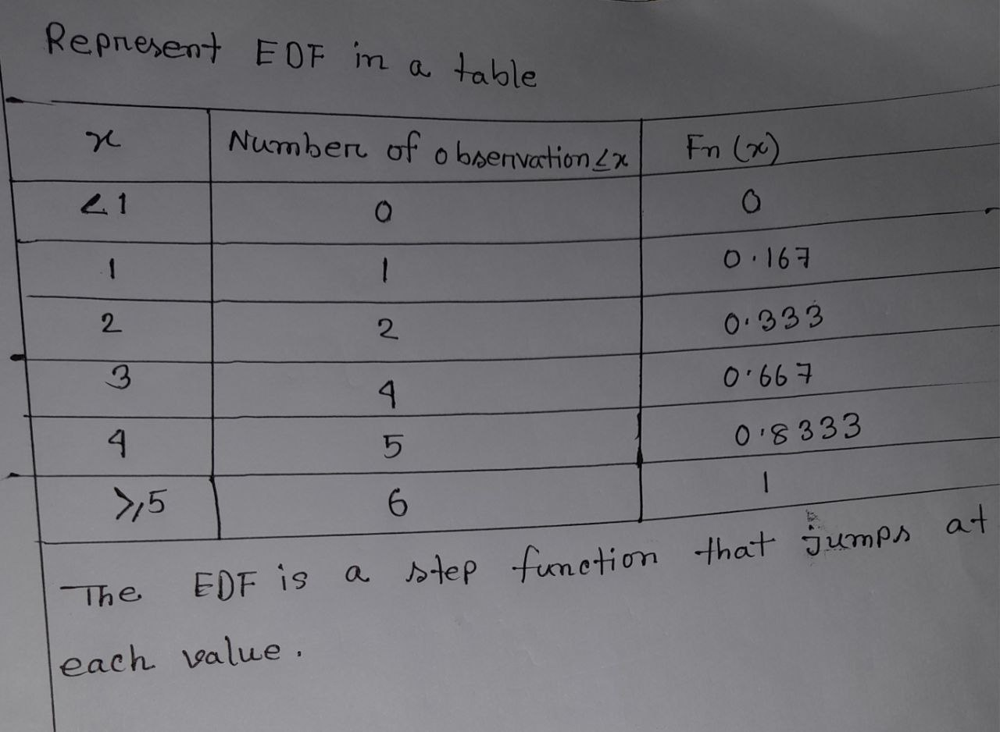 Represent EDF in a table
x Number of observation ≤x Fn (x)
<1 0 0
1 1 0.167
2 2 0.333
3 4 0.667
4 5 0.8333
≥5 6 1
The EDF is a step function that jumps at
each value.